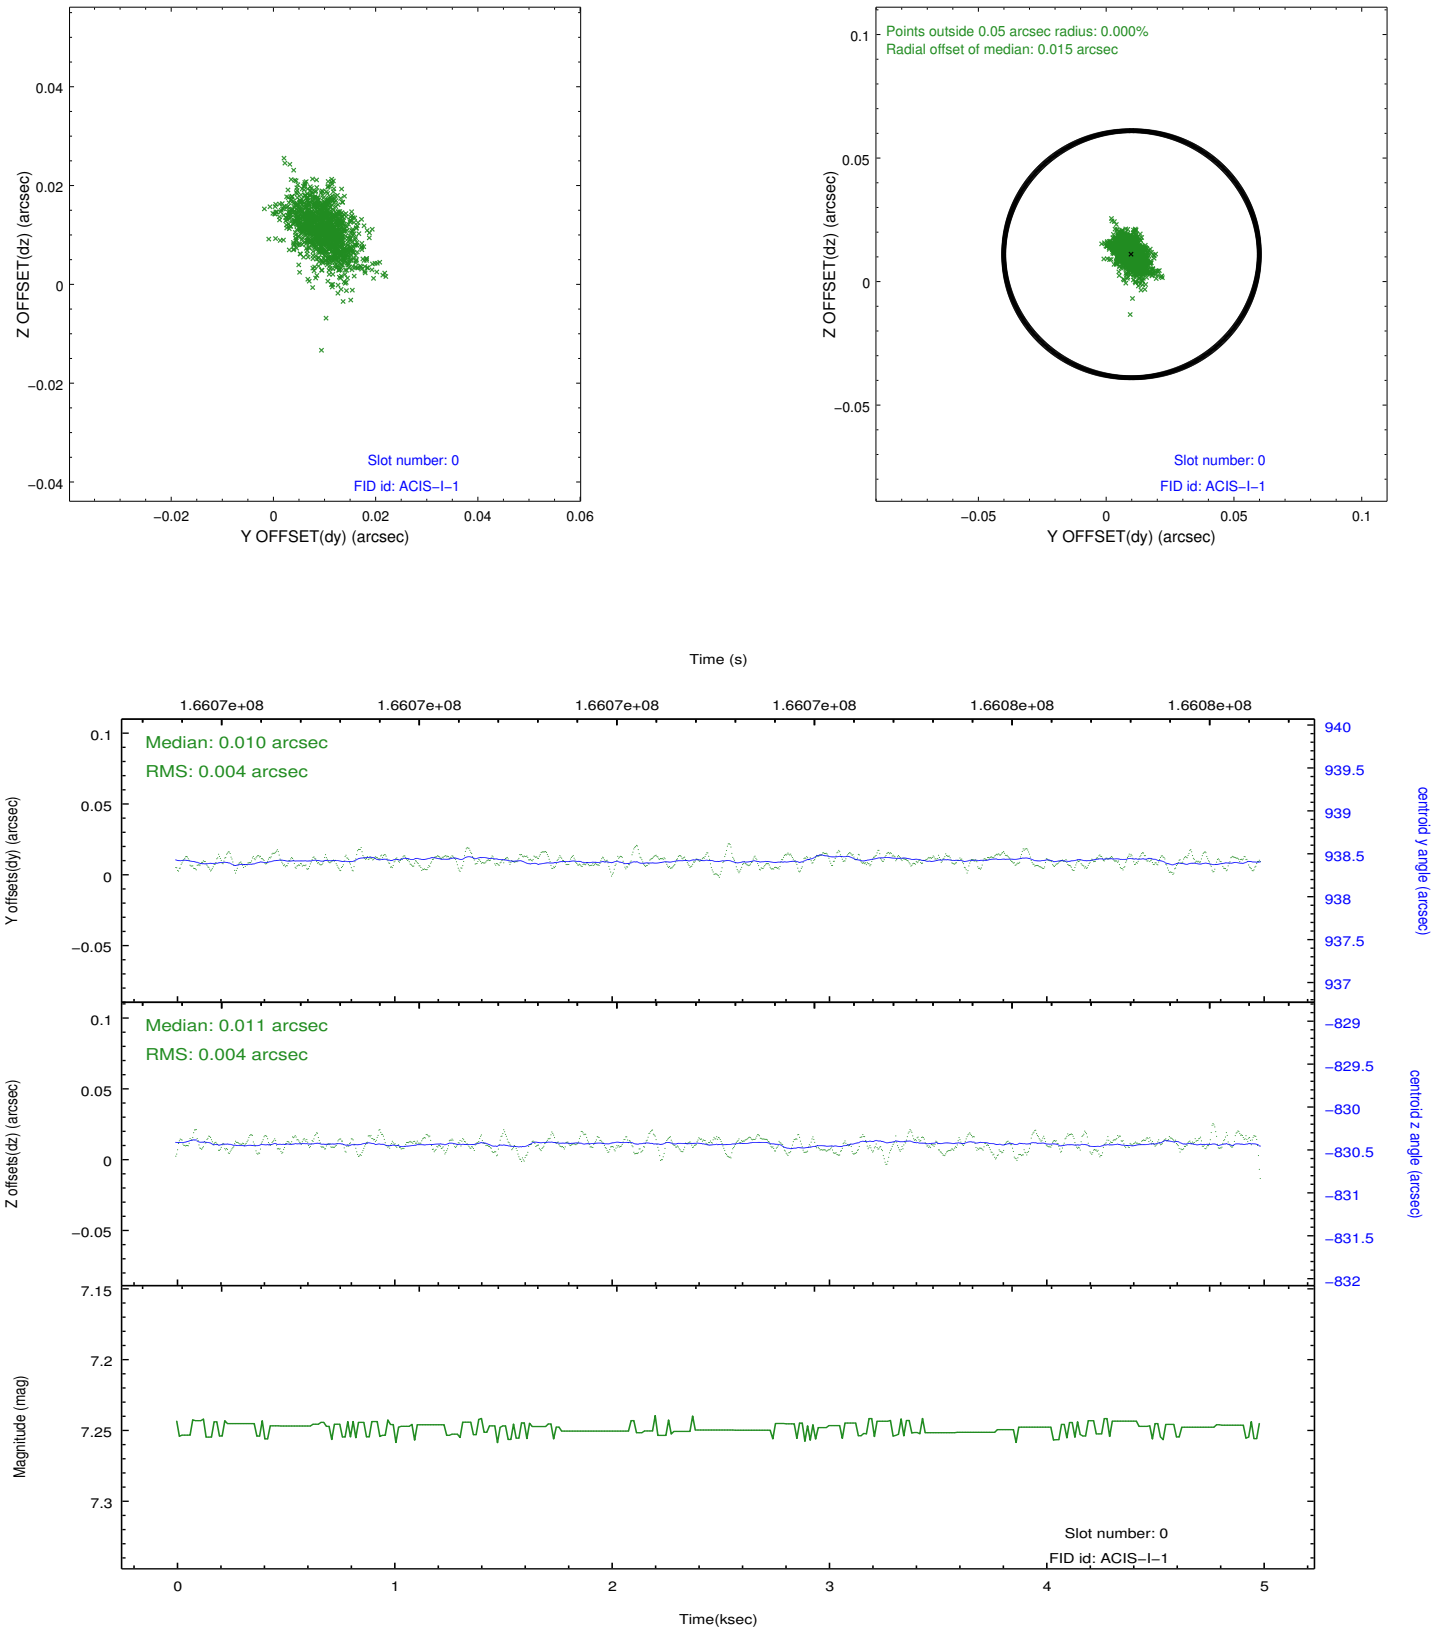 0.04
0.02
0
−0.02
−0.04
Z OFFSET(dz) (arcsec)
Slot number: 0
FID id: ACIS−I−1
−0.02 0 0.02 0.04 0.06
Y OFFSET(dy) (arcsec)
Points outside 0.05 arcsec radius: 0.000%
Radial offset of median: 0.015 arcsec
0.1
0.05
0
−0.05
Z OFFSET(dz) (arcsec)
Slot number: 0
FID id: ACIS−I−1
−0.05 0 0.05 0.1
Y OFFSET(dy) (arcsec)
Time (s)
1.6607e+08 1.6607e+08 1.6607e+08 1.6607e+08 1.6608e+08 1.6608e+08
Median: 0.010 arcsec
RMS: 0.004 arcsec
0.1
0.05
0
−0.05
Y offsets(dy) (arcsec)
940
939.5
939
938.5
938
937.5
937
centroid y angle (arcsec)
Median: 0.011 arcsec
RMS: 0.004 arcsec
0.1
0.05
0
−0.05
Z offsets(dz) (arcsec)
−829
−829.5
−830
−830.5
−831
−831.5
−832
centroid z angle (arcsec)
7.15
7.2
7.25
7.3
Magnitude (mag)
Slot number: 0
FID id: ACIS−I−1
0 1 2 3 4 5
Time(ksec)